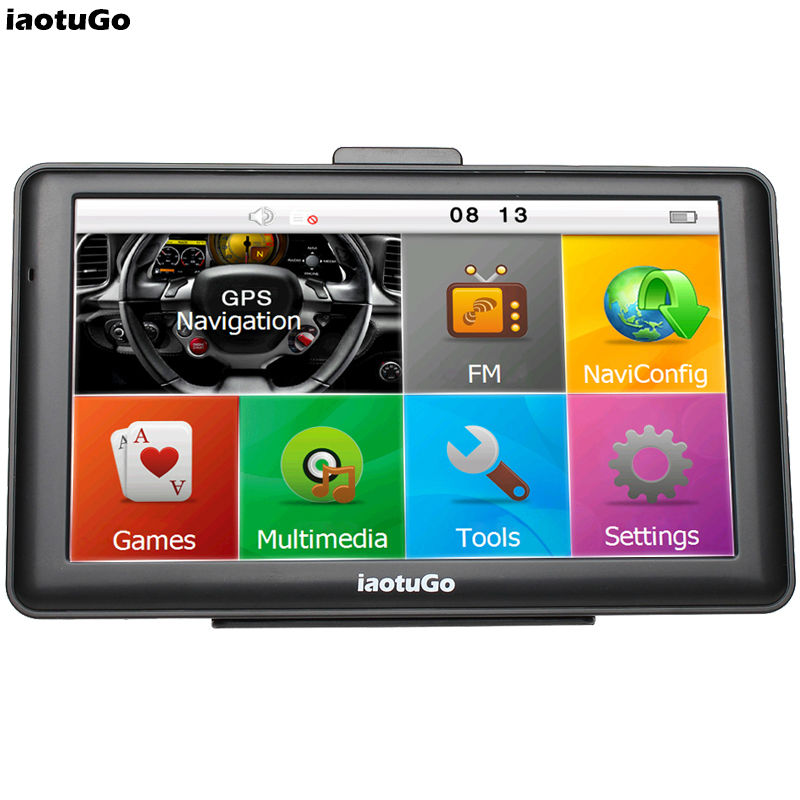 iaotuGo
08 13
GPS
Navigation
FM
NaviConfig
A
A
A
Games
Multimedia
Tools
Settings
iaotuGo